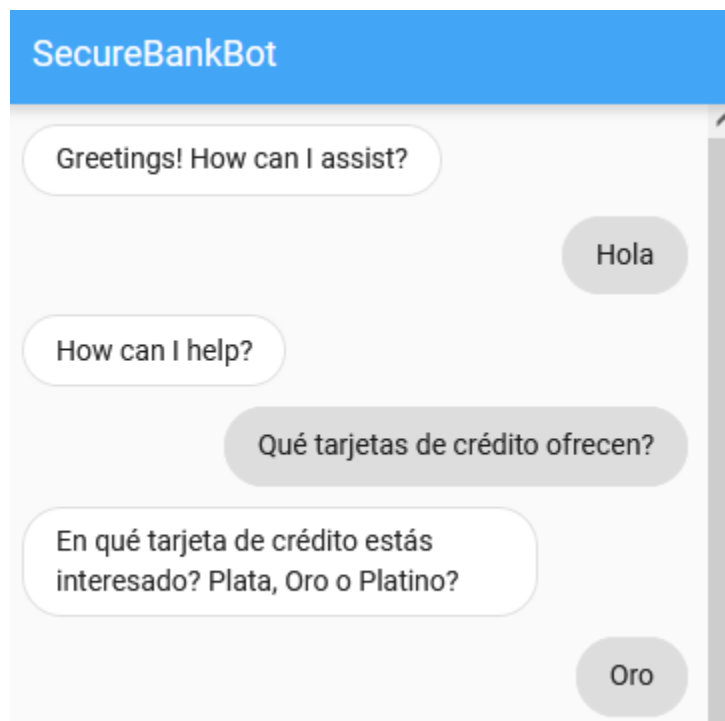 SecureBankBot
Greetings! How can I assist?
Hola
How can I help?
Qué tarjetas de crédito ofrecen?
En qué tarjeta de crédito estás
interesado? Plata, Oro o Platino?
Oro